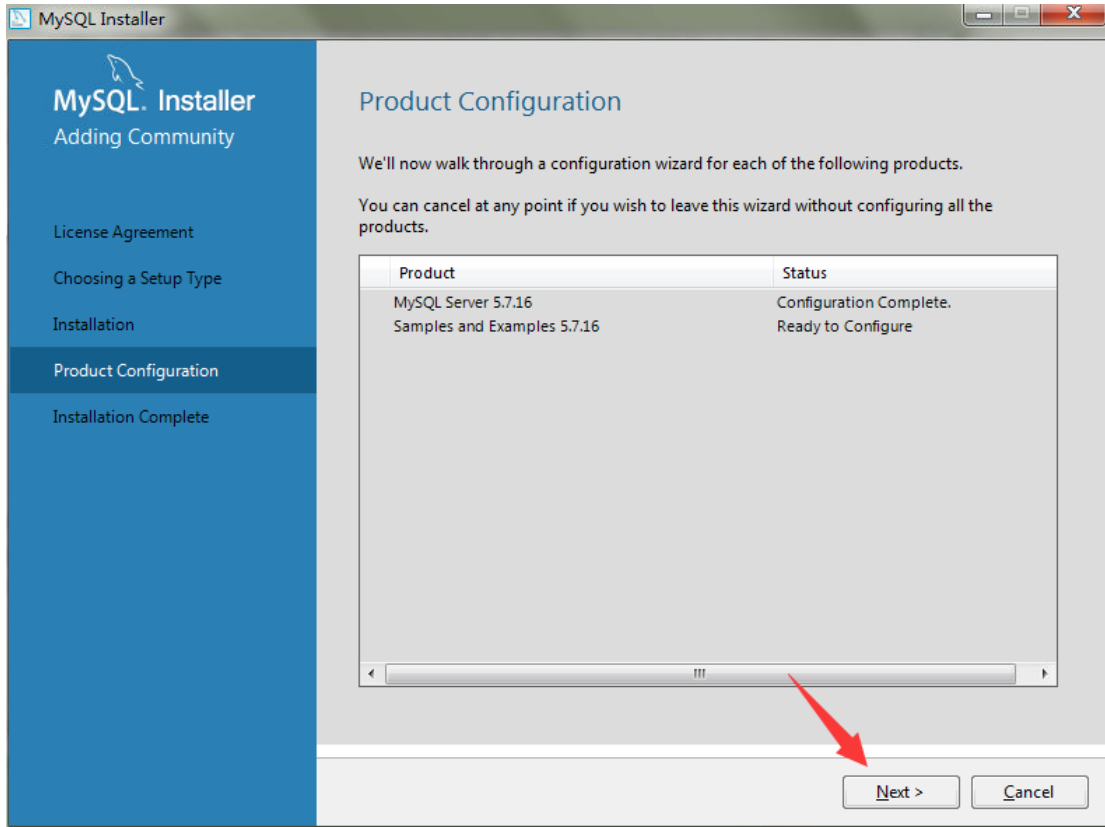 MySQL Installer
MySQL. Installer
Adding Community
License Agreement
Choosing a Setup Type
Installation
Product Configuration
Installation Complete
Product Configuration
We'll now walk through a configuration wizard for each of the following products.
You can cancel at any point if you wish to leave this wizard without configuring all the
products.
Product Status
MySQL Server 5.7.16 Configuration Complete.
Samples and Examples 5.7.16 Ready to Configure
Next > Cancel